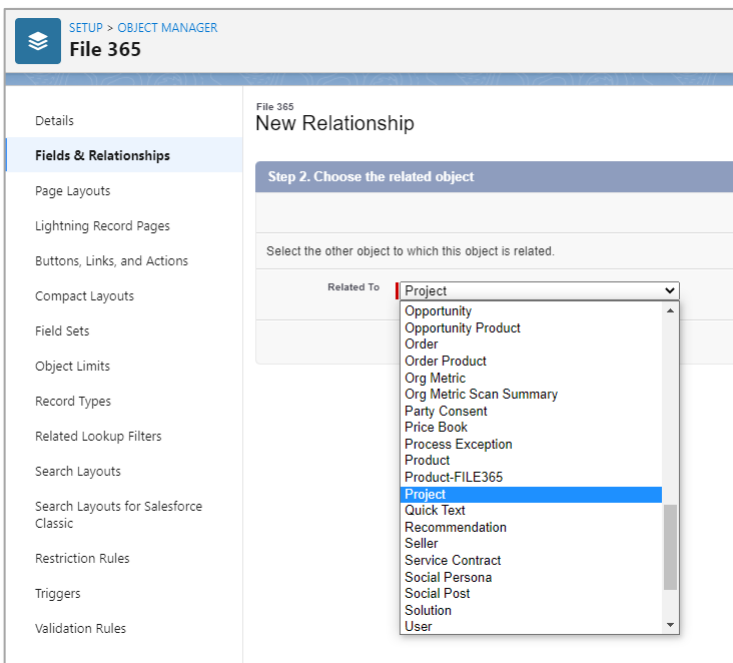 SETUP > OBJECT MANAGER
File 365
Details
Fields & Relationships
Page Layouts
Lightning Record Pages
Buttons, Links, and Actions
Compact Layouts
Field Sets
Object Limits
Record Types
Related Lookup Filters
Search Layouts
Search Layouts for Salesforce
Classic
Restriction Rules
Triggers
Validation Rules
File 365
New Relationship
Step 2. Choose the related object
Select the other object to which this object is related.
Related To
Project
Opportunity
Opportunity Product
Order
Order Product
Org Metric
Org Metric Scan Summary
Party Consent
Price Book
Process Exception
Product
Product-FILE365
Project
Quick Text
Recommendation
Seller
Service Contract
Social Persona
Social Post
Solution
User